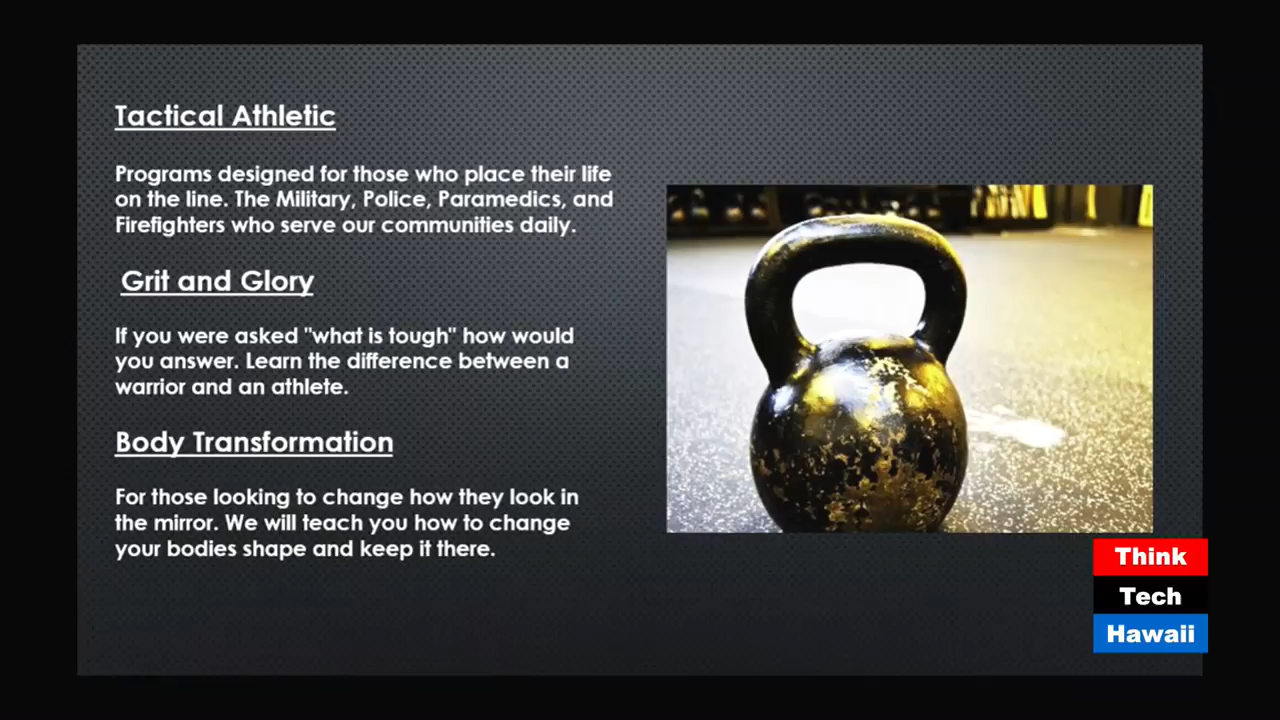 Tactical Athletic
Programs designed for those who place their life
on the line. The Military, Police, Paramedics, and
Firefighters who serve our communities daily.
Grit and Glory
If you were asked "what is tough" how would
you answer. Learn the difference between a
warrior and an athlete.
Body Transformation
For those looking to change how they look in
the mirror. We will teach you how to change
your bodies shape and keep it there.
Think
Tech
Hawaii